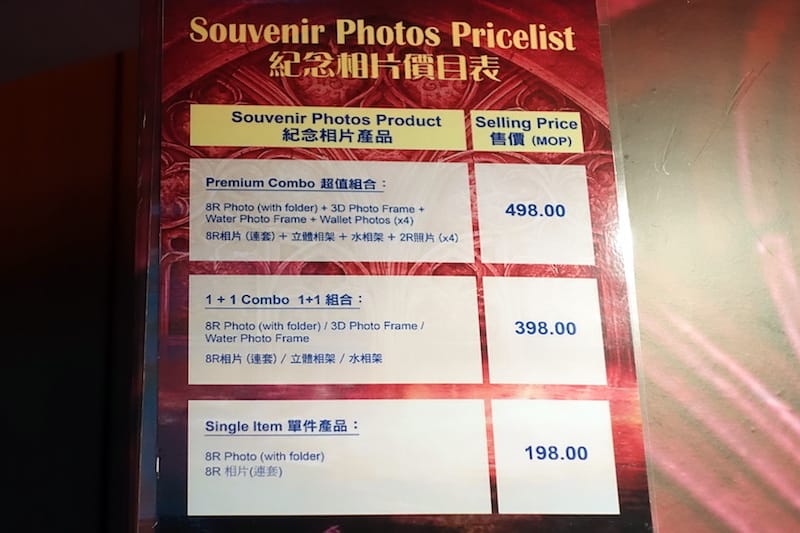 Souvenir Photos Pricelist
紀念相片價目表
Souvenir Photos Product
紀念相片產品
Selling Price
售價 (MOP)
Premium Combo 超值組合：
8R Photo (with folder) + 3D Photo Frame +
Water Photo Frame + Wallet Photos (x4)
8R相片（連套）＋ 立體相架 ＋ 水相架 ＋ 2R照片 (x4)
498.00
1 + 1 Combo 1+1 組合：
8R Photo (with folder) / 3D Photo Frame /
Water Photo Frame
8R相片（連套）/ 立體相架 / 水相架
398.00
Single Item 單件產品：
8R Photo (with folder)
8R 相片(連套)
198.00